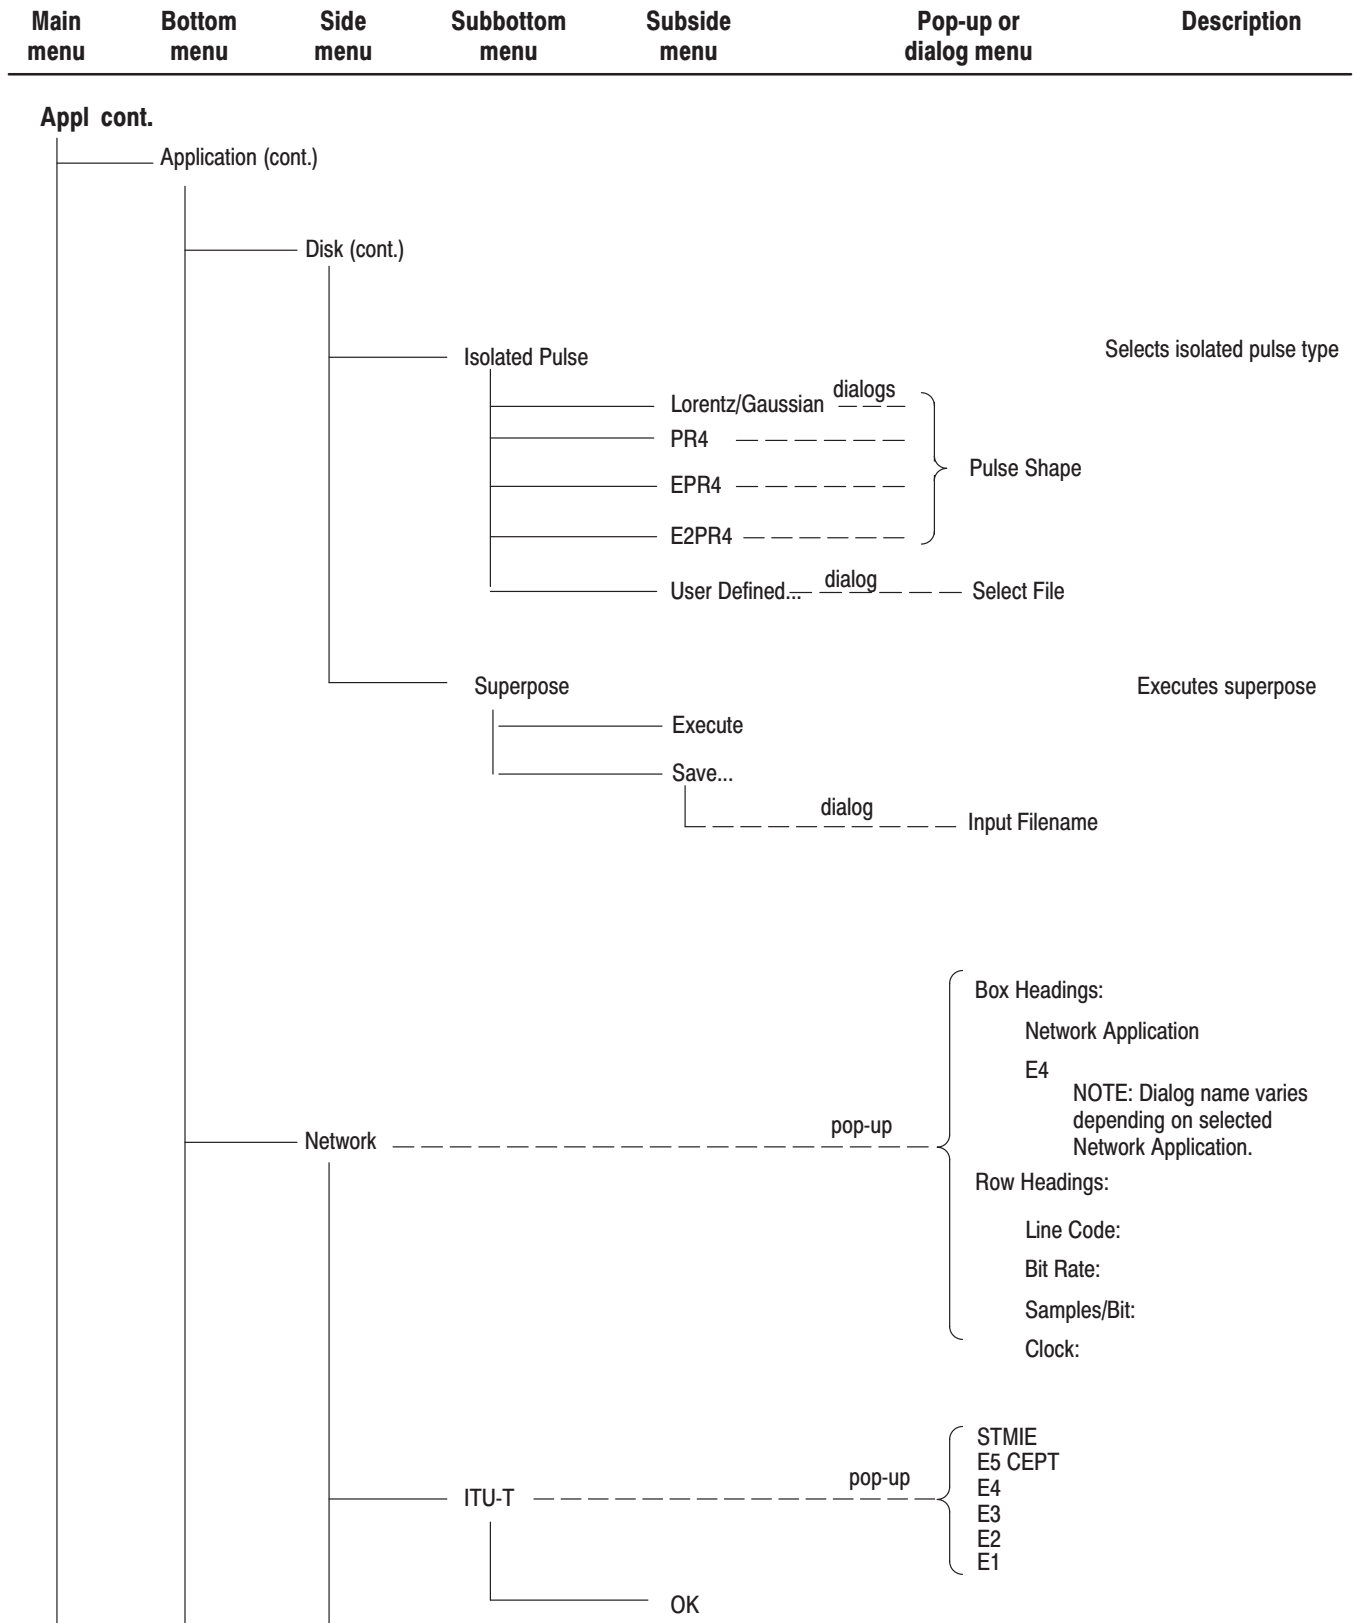 Main menu
Bottom menu
Side menu
Subbottom menu
Subside menu
Pop-up or dialog menu
Description
Appl cont.
Application (cont.)
Disk (cont.)
Isolated Pulse
Selects isolated pulse type
Lorentz/Gaussian
dialogs
PR4
Pulse Shape
EPR4
E2PR4
User Defined...
dialog
Select File
Superpose
Executes superpose
Execute
Save...
dialog
Input Filename
Box Headings:
Network Application
E4
NOTE: Dialog name varies
depending on selected
Network Application.
Network
pop-up
Row Headings:
Line Code:
Bit Rate:
Samples/Bit:
Clock:
ITU-T
pop-up
STMIE
E5 CEPT
E4
E3
E2
E1
OK